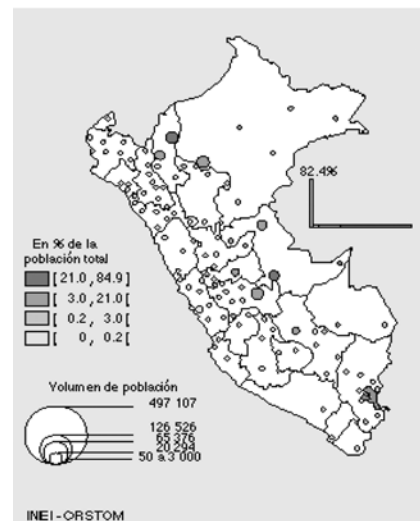 82.4%
En % de la
población total
[21.0, 84.9[
[ 3.0, 21.0[
[ 0.2, 3.0[
[ 0, 0.2[
Volumen de población
497 107
126 526
65 376
20 294
50 a 3 000
INEI-ORSTOM